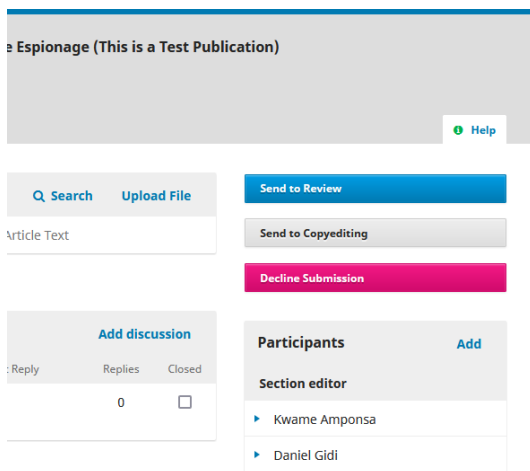 e Espionage (This is a Test Publication)
Help
Search Upload File
Article Text
Send to Review
Send to Copyediting
Decline Submission
Add discussion
Reply Replies Closed
0
Participants Add
Section editor
Kwame Amponsa
Daniel Gidi